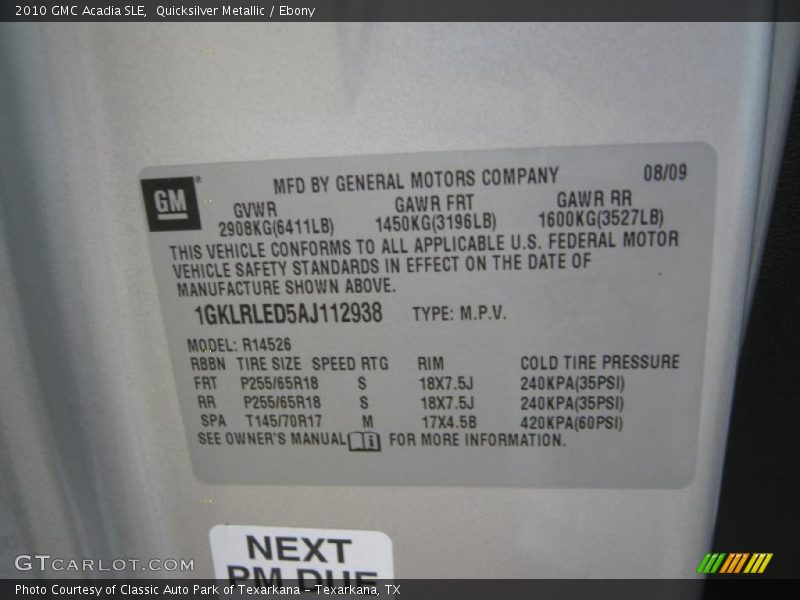 2010 GMC Acadia SLE, Quicksilver Metallic / Ebony
GM
MFD BY GENERAL MOTORS COMPANY 08/09
GVWR GAWR FRT GAWR RR
2908KG(6411LB) 1450KG(3196LB) 1600KG(3527LB)
THIS VEHICLE CONFORMS TO ALL APPLICABLE U.S. FEDERAL MOTOR
VEHICLE SAFETY STANDARDS IN EFFECT ON THE DATE OF
MANUFACTURE SHOWN ABOVE.
1GKLRLED5AJ112938 TYPE: M.P.V.
MODEL: R14526
RBBN TIRE SIZE SPEED RTG RIM COLD TIRE PRESSURE
FRT P255/65R18 S 18X7.5J 240KPA(35PSI)
RR P255/65R18 S 18X7.5J 240KPA(35PSI)
SPA T145/70R17 M 17X4.5B 420KPA(60PSI)
SEE OWNER'S MANUAL i FOR MORE INFORMATION.
NEXT
PM DUE
GTCARLOT.COM
Photo Courtesy of Classic Auto Park of Texarkana – Texarkana, TX